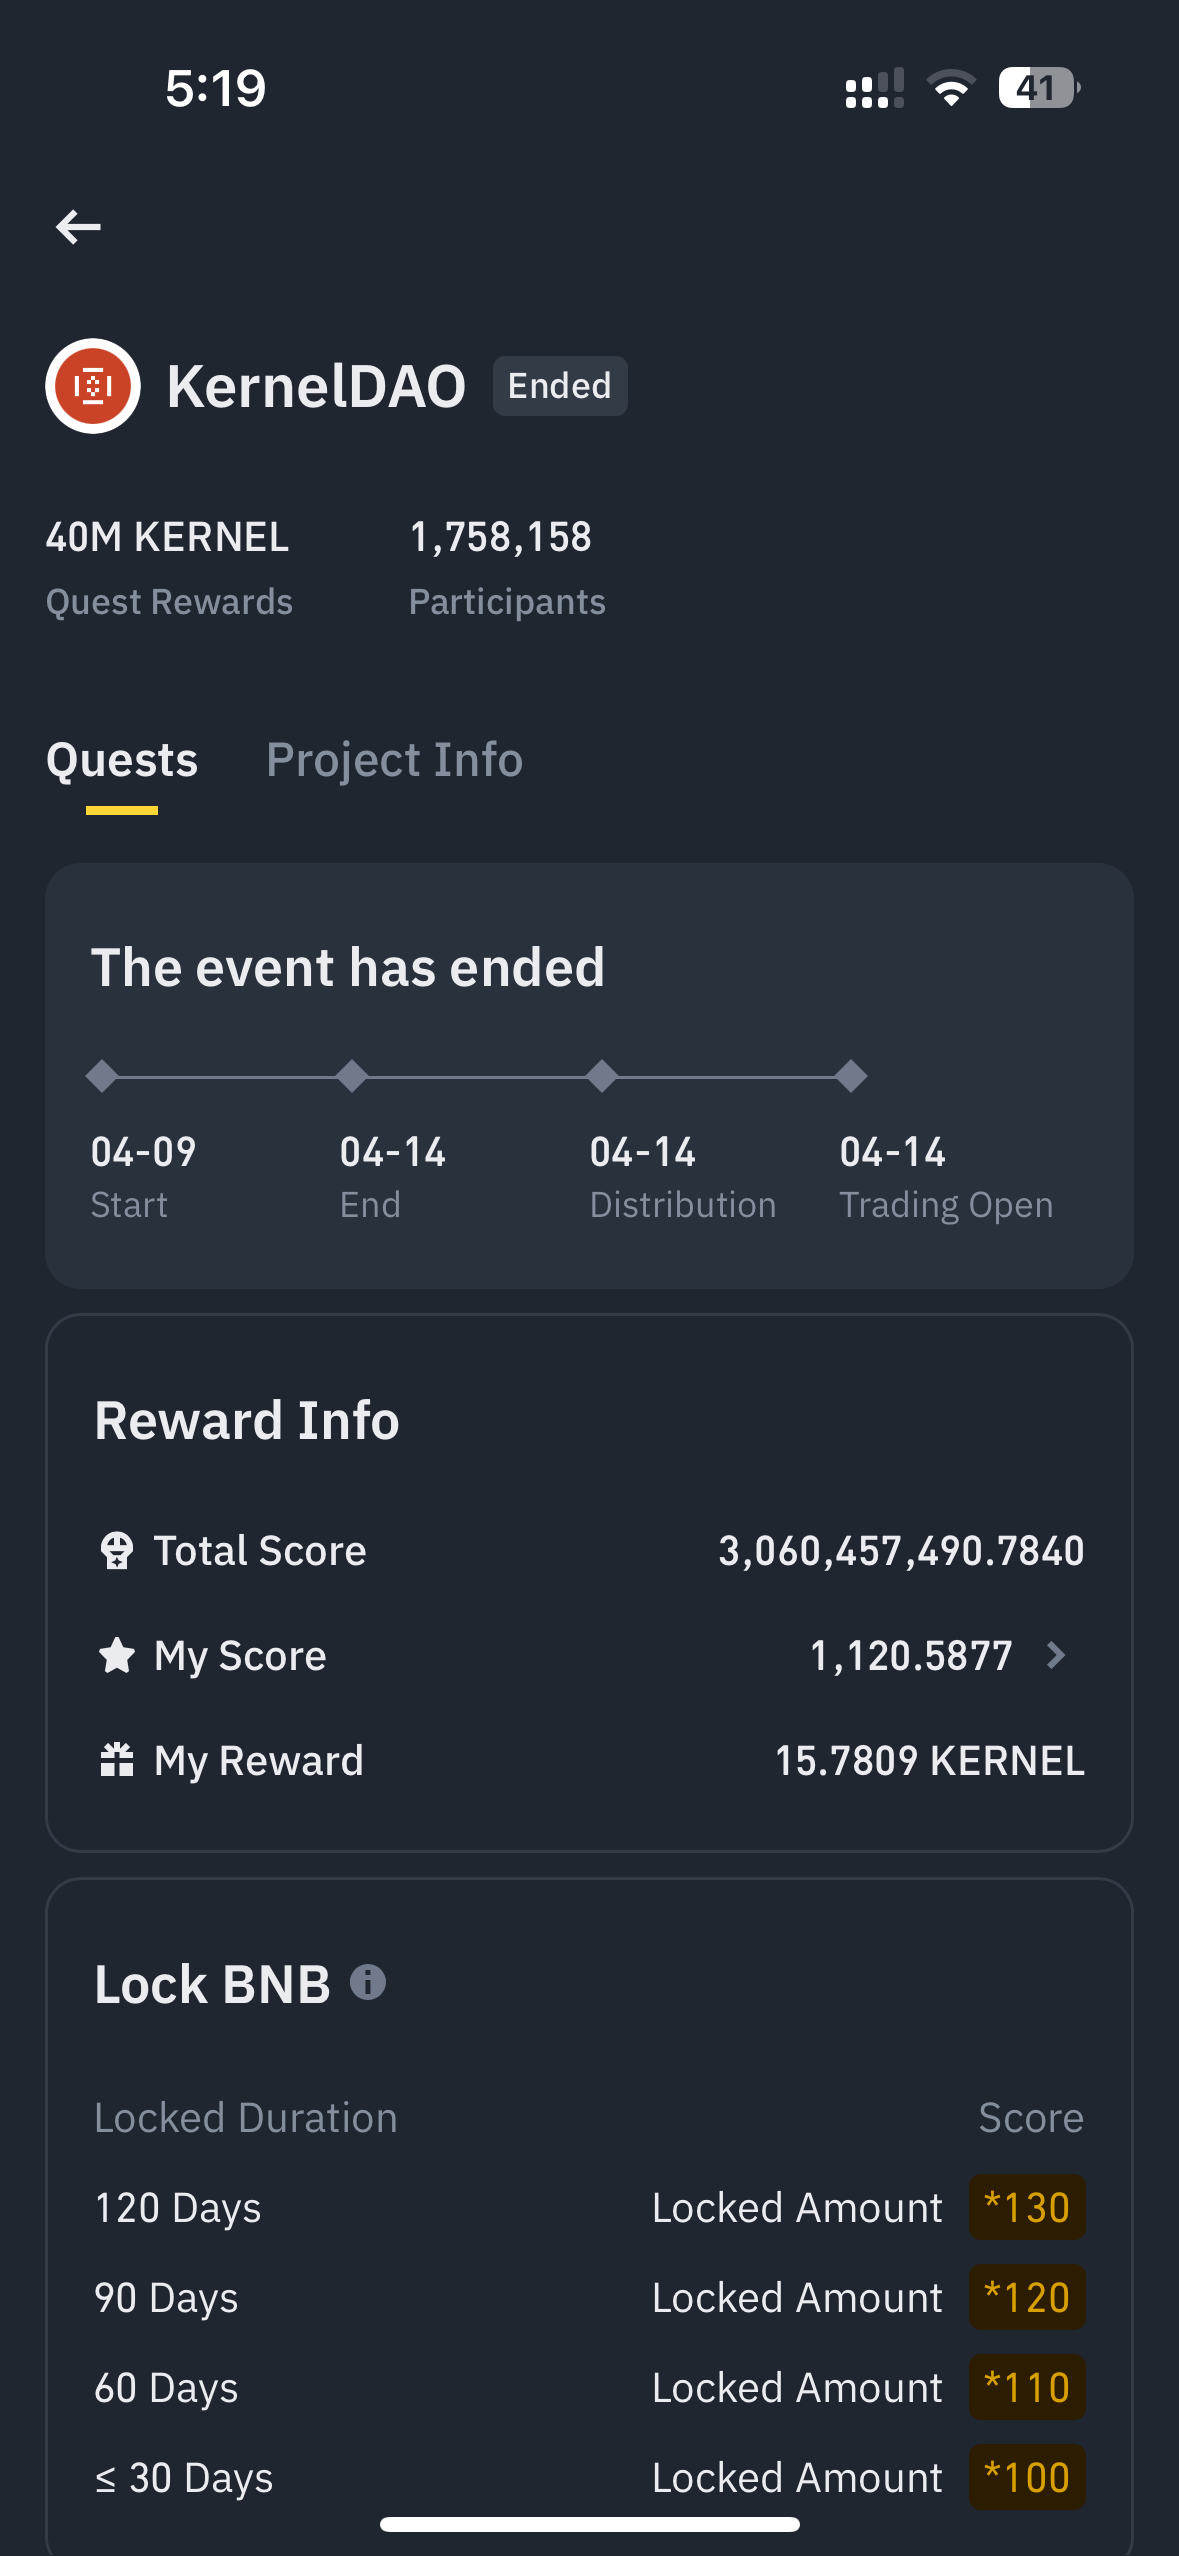 5:19
41
KernelDAO Ended
40M KERNEL 1,758,158
Quest Rewards Participants
Quests Project Info
The event has ended
04-09 04-14 04-14 04-14
Start End Distribution Trading Open
Reward Info
Total Score 3,060,457,490.7840
My Score 1,120.5877
My Reward 15.7809 KERNEL
Lock BNB
Locked Duration Score
120 Days Locked Amount *130
90 Days Locked Amount *120
60 Days Locked Amount *110
≤ 30 Days Locked Amount *100